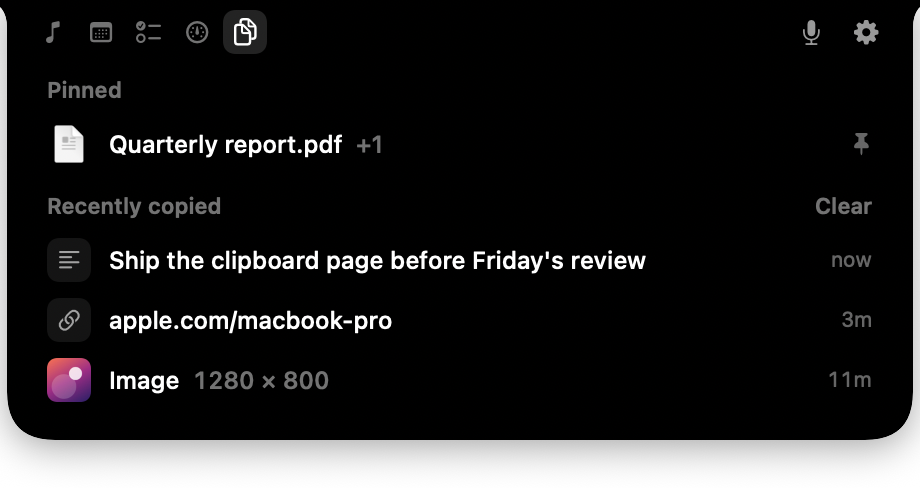 Pinned
Quarterly report.pdf +1
Recently copied Clear
Ship the clipboard page before Friday's review now
apple.com/macbook-pro 3m
Image 1280 × 800 11m